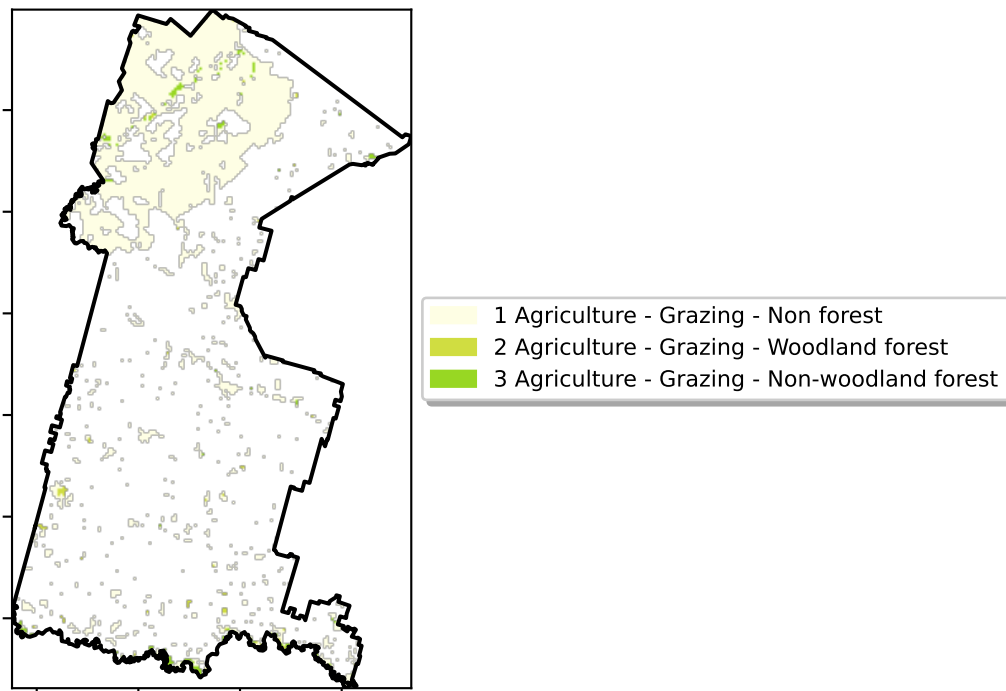 1 Agriculture - Grazing - Non forest
2 Agriculture - Grazing - Woodland forest
3 Agriculture - Grazing - Non-woodland forest